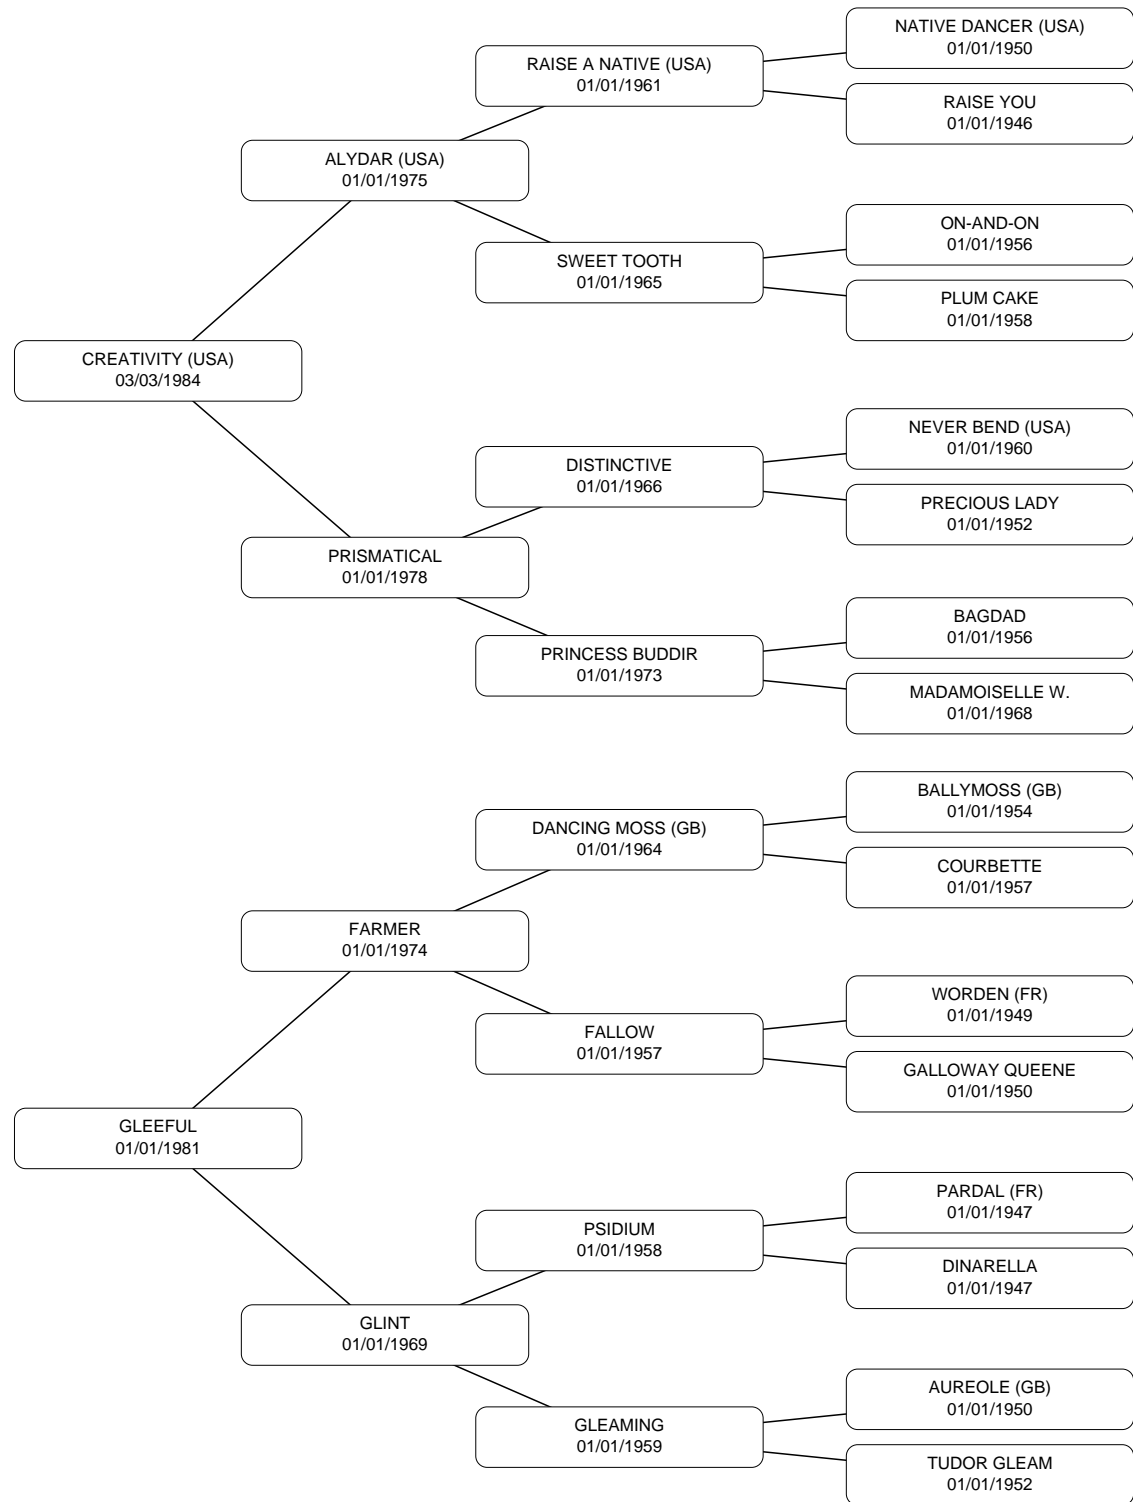 NATIVE DANCER (USA)
01/01/1950
RAISE A NATIVE (USA)
01/01/1961
RAISE YOU
01/01/1946
ALYDAR (USA)
01/01/1975
ON-AND-ON
01/01/1956
SWEET TOOTH
01/01/1965
PLUM CAKE
01/01/1958
CREATIVITY (USA)
03/03/1984
NEVER BEND (USA)
01/01/1960
DISTINCTIVE
01/01/1966
PRECIOUS LADY
01/01/1952
PRISMATICAL
01/01/1978
BAGDAD
01/01/1956
PRINCESS BUDDIR
01/01/1973
MADAMOISELLE W.
01/01/1968
BALLYMOSS (GB)
01/01/1954
DANCING MOSS (GB)
01/01/1964
COURBETTE
01/01/1957
FARMER
01/01/1974
WORDEN (FR)
01/01/1949
FALLOW
01/01/1957
GALLOWAY QUEENE
01/01/1950
GLEEFUL
01/01/1981
PARDAL (FR)
01/01/1947
PSIDIUM
01/01/1958
DINARELLA
01/01/1947
GLINT
01/01/1969
AUREOLE (GB)
01/01/1950
GLEAMING
01/01/1959
TUDOR GLEAM
01/01/1952